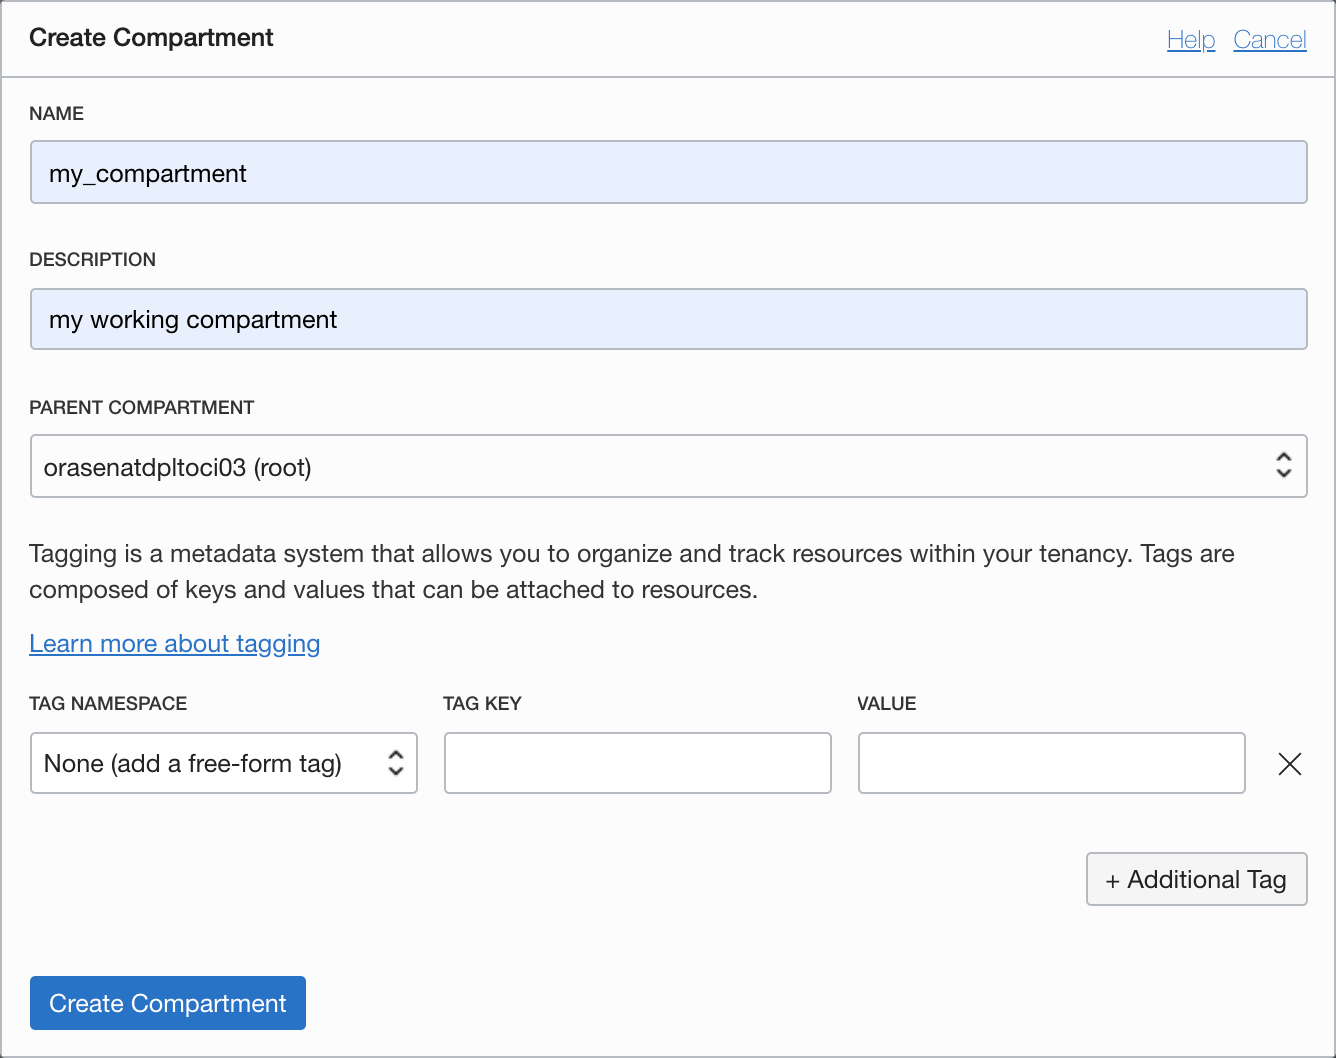 Create Compartment
Help Cancel
NAME
my_compartment
DESCRIPTION
my working compartment
PARENT COMPARTMENT
orasenatdpltoci03 (root)
Tagging is a metadata system that allows you to organize and track resources within your tenancy. Tags are
composed of keys and values that can be attached to resources.
Learn more about tagging
TAG NAMESPACE TAG KEY VALUE
None (add a free-form tag)
+ Additional Tag
Create Compartment